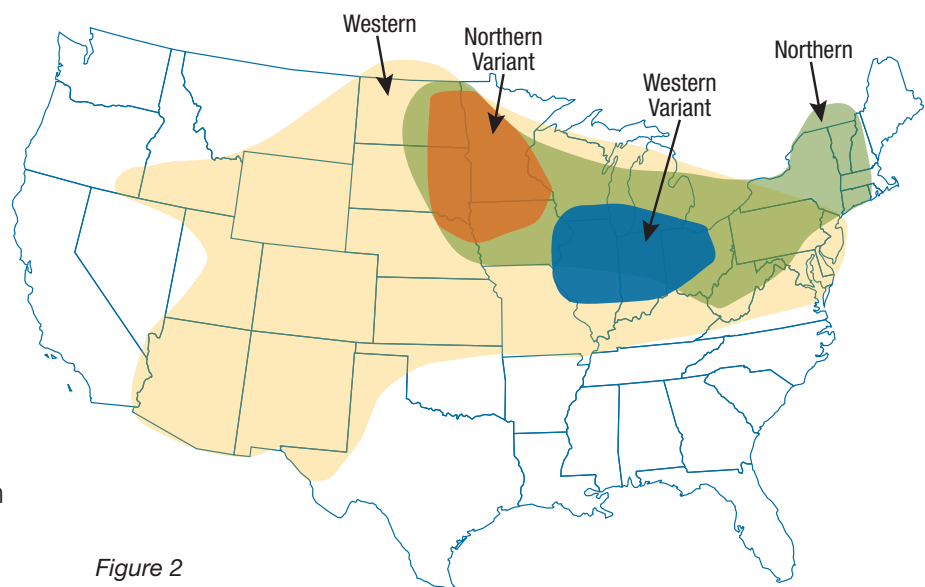 Western
Northern
Variant
Western
Variant
Northern
n
Figure 2